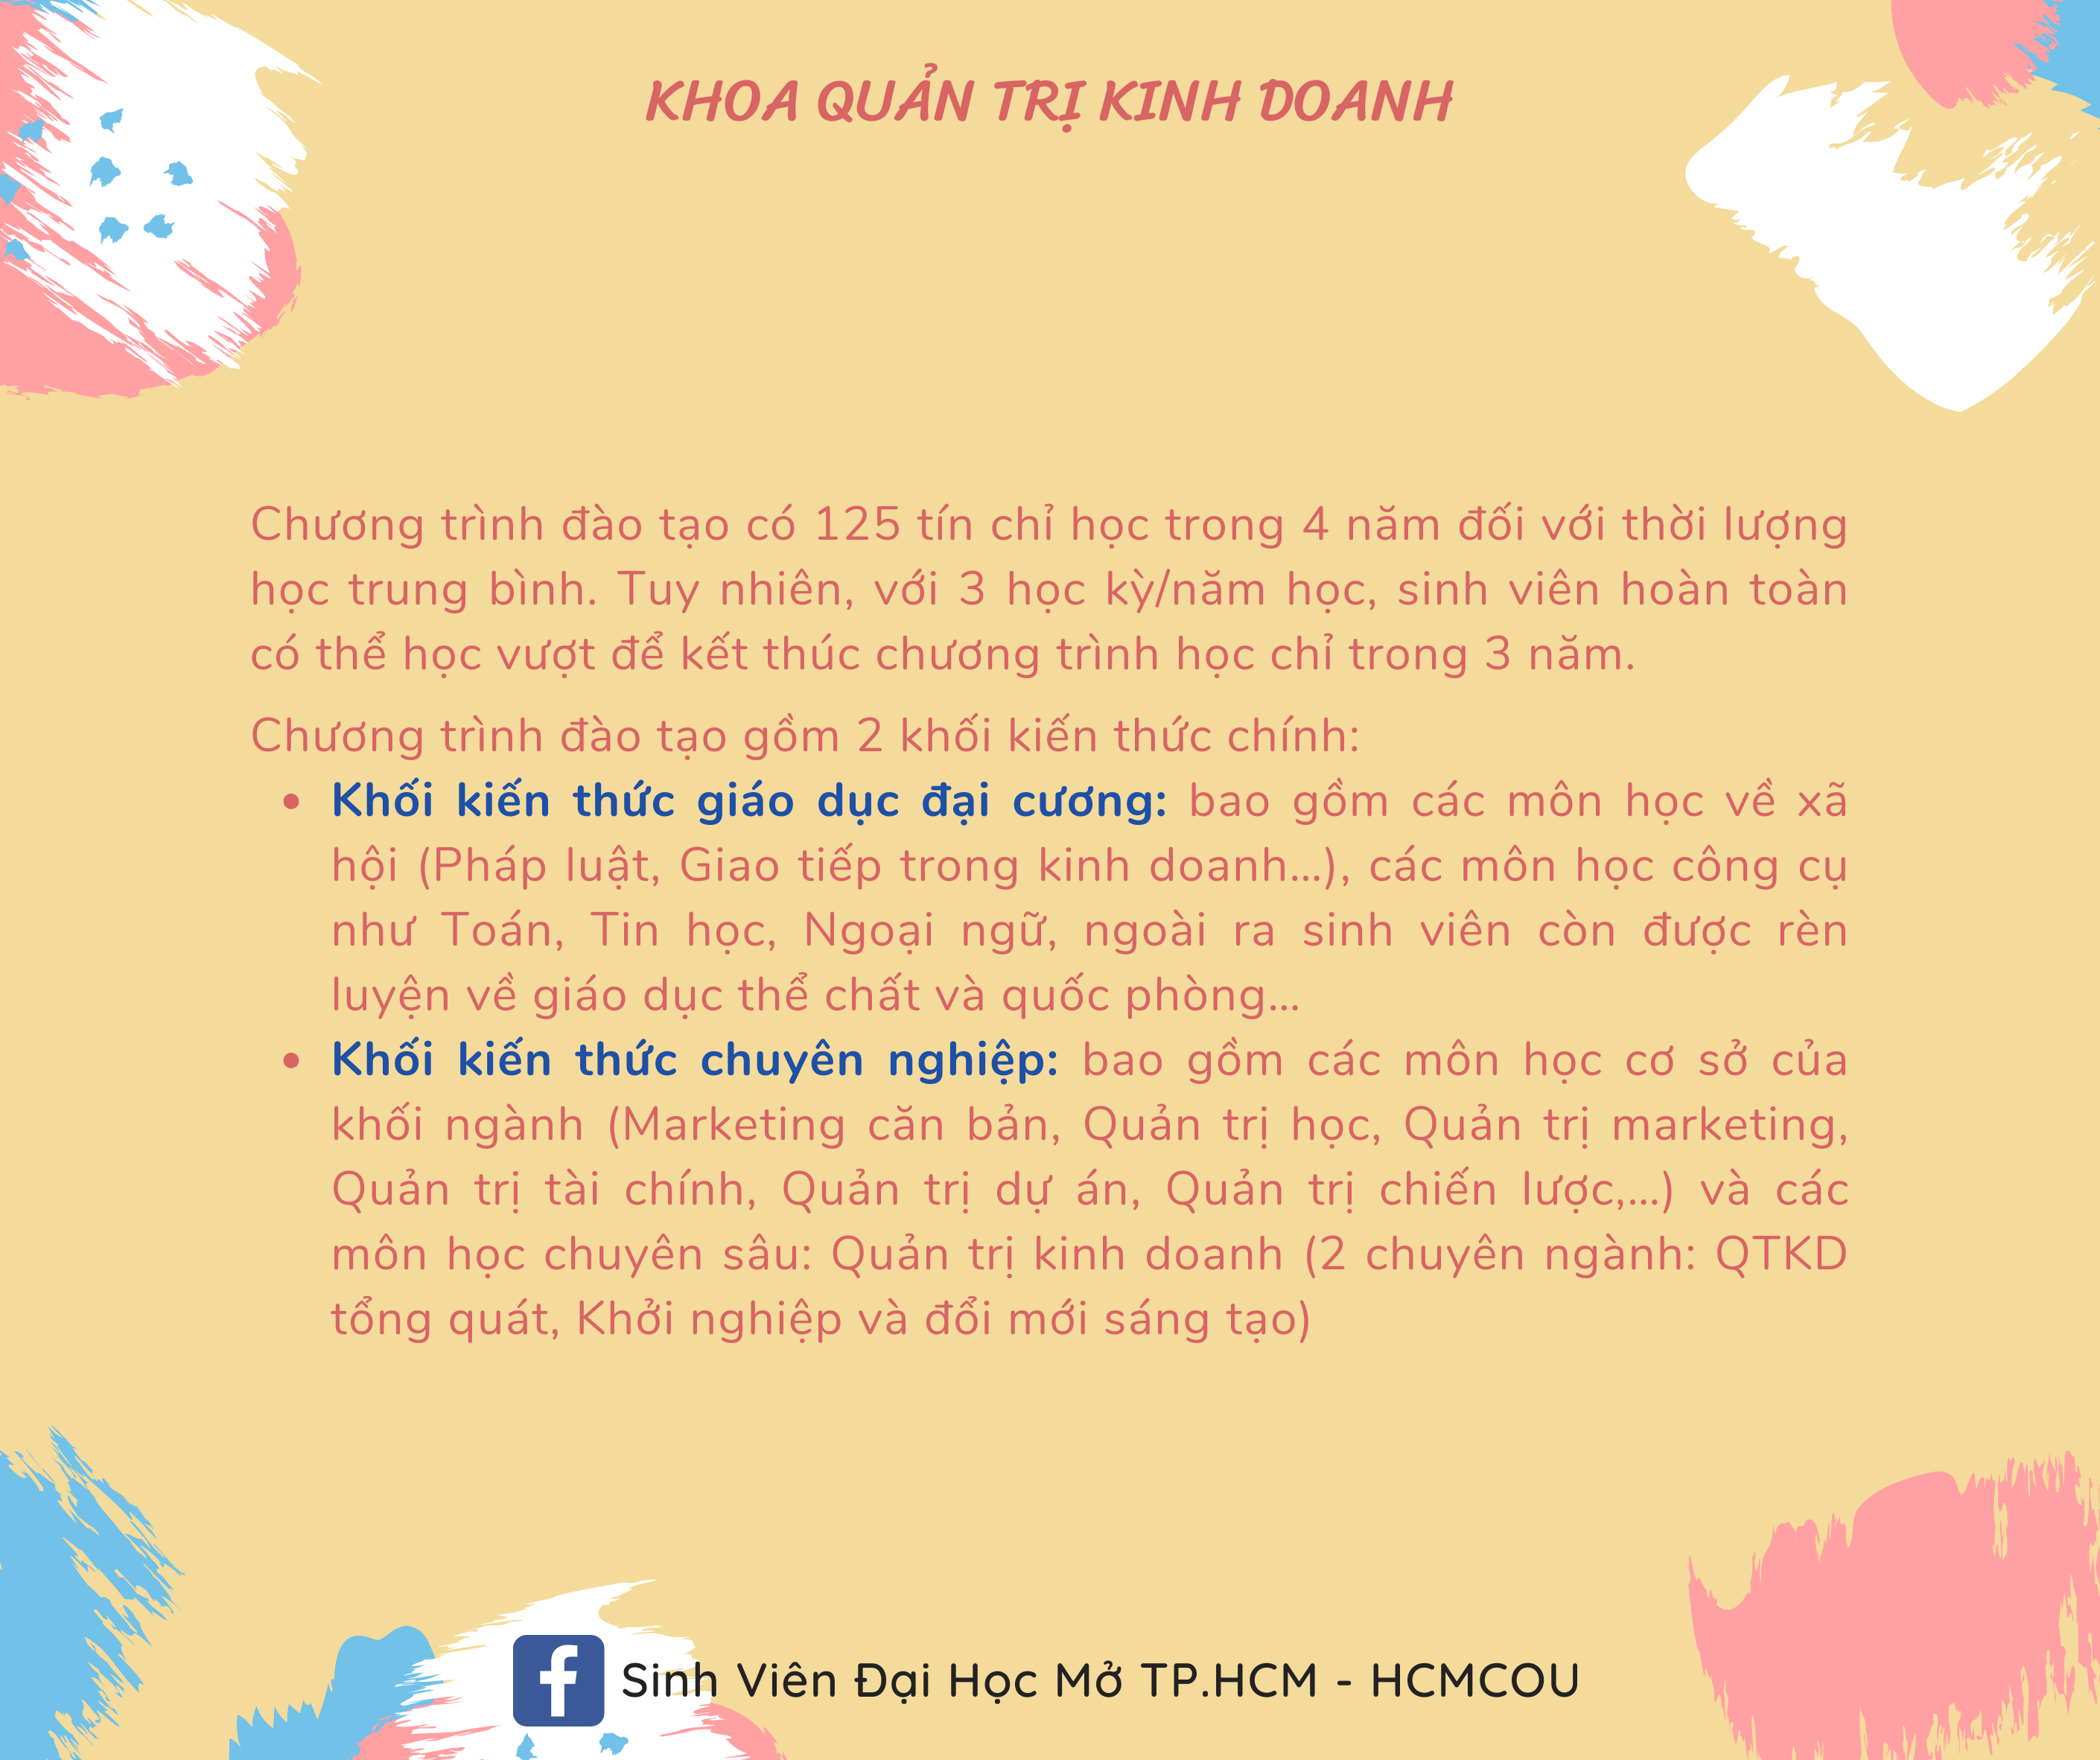 KHOA QUẢN TRỊ KINH DOANH
Chương trình đào tạo có 125 tín chỉ học trong 4 năm đối với thời lượng
học trung bình. Tuy nhiên, với 3 học kỳ/năm học, sinh viên hoàn toàn
có thể học vượt để kết thúc chương trình học chỉ trong 3 năm.
Chương trình đào tạo gồm 2 khối kiến thức chính:
• Khối kiến thức giáo dục đại cương: bao gồm các môn học về xã
hội (Pháp luật, Giao tiếp trong kinh doanh...), các môn học công cụ
như Toán, Tin học, Ngoại ngữ, ngoài ra sinh viên còn được rèn
luyện về giáo dục thể chất và quốc phòng...
• Khối kiến thức chuyên nghiệp: bao gồm các môn học cơ sở của
khối ngành (Marketing căn bản, Quản trị học, Quản trị marketing,
Quản trị tài chính, Quản trị dự án, Quản trị chiến lược,...) và các
môn học chuyên sâu: Quản trị kinh doanh (2 chuyên ngành: QTKD
tổng quát, Khởi nghiệp và đổi mới sáng tạo)
f Sinh Viên Đại Học Mở TP.HCM - HCMCOU